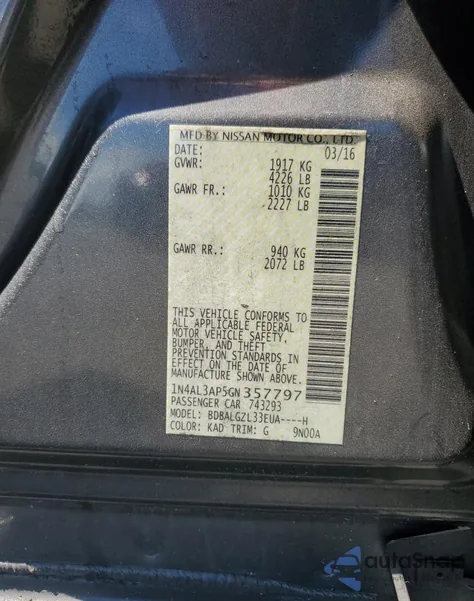 MFD BY NISSAN MOTOR CO., LTD.
DATE: 03/16
GVWR: 1917 KG
4226 LB
GAWR FR.: 1010 KG
2227 LB
GAWR RR.: 940 KG
2072 LB
THIS VEHICLE CONFORMS TO
ALL APPLICABLE FEDERAL
MOTOR VEHICLE SAFETY,
BUMPER, AND THEFT
PREVENTION STANDARDS IN
EFFECT ON THE DATE OF
MANUFACTURE SHOWN ABOVE.
1N4AL3AP5GN357797
PASSENGER CAR 743293
MODEL: BDBALGZL33EUA----H
COLOR: KAD TRIM: G 9N00A
autoSnap